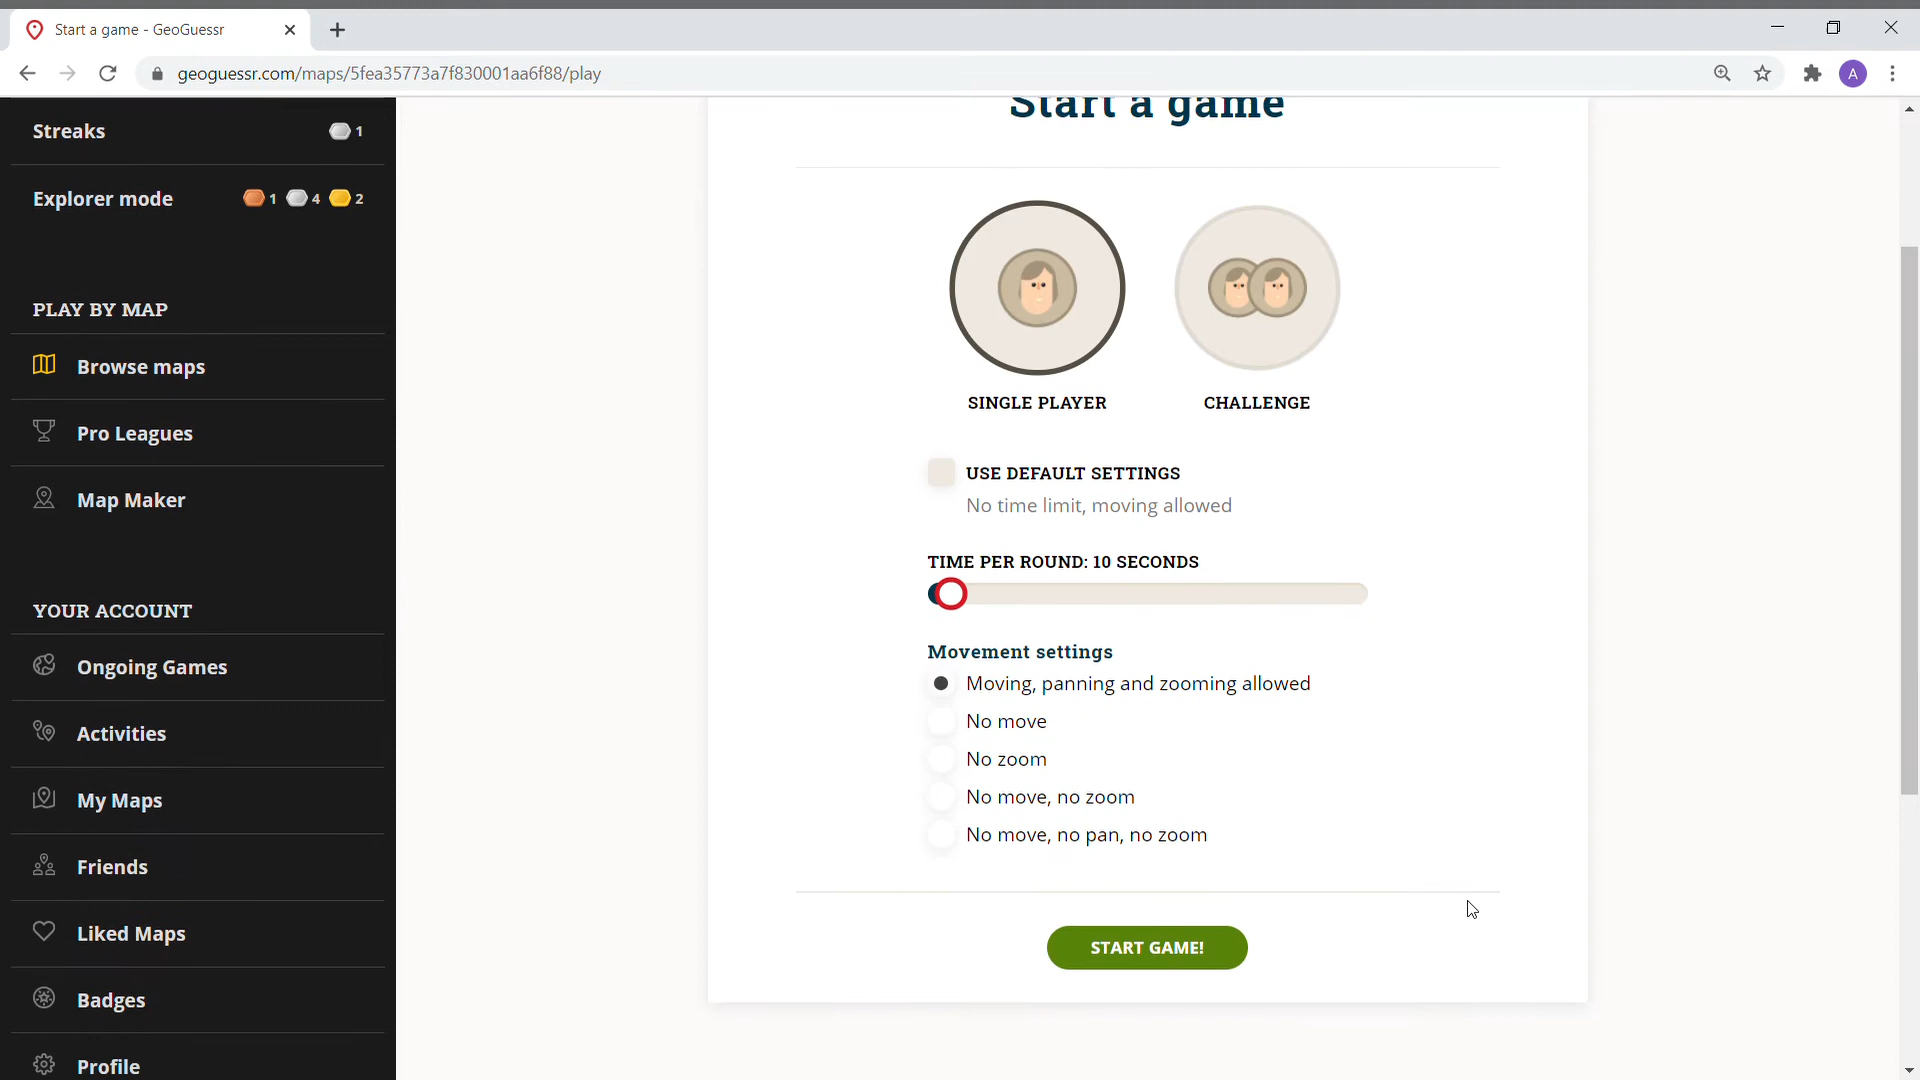 Start a game - GeoGuessr
geoguessr.com/maps/5fea35773a7f830001aa6f88/play
A
Streaks
1
Explorer mode
1
4
2
PLAY BY MAP
Browse maps
Pro Leagues
Map Maker
YOUR ACCOUNT
Ongoing Games
Activities
My Maps
Friends
Liked Maps
Badges
Profile
Start a game
SINGLE PLAYER
CHALLENGE
USE DEFAULT SETTINGS
No time limit, moving allowed
TIME PER ROUND: 10 SECONDS
Movement settings
Moving, panning and zooming allowed
No move
No zoom
No move, no zoom
No move, no pan, no zoom
START GAME!